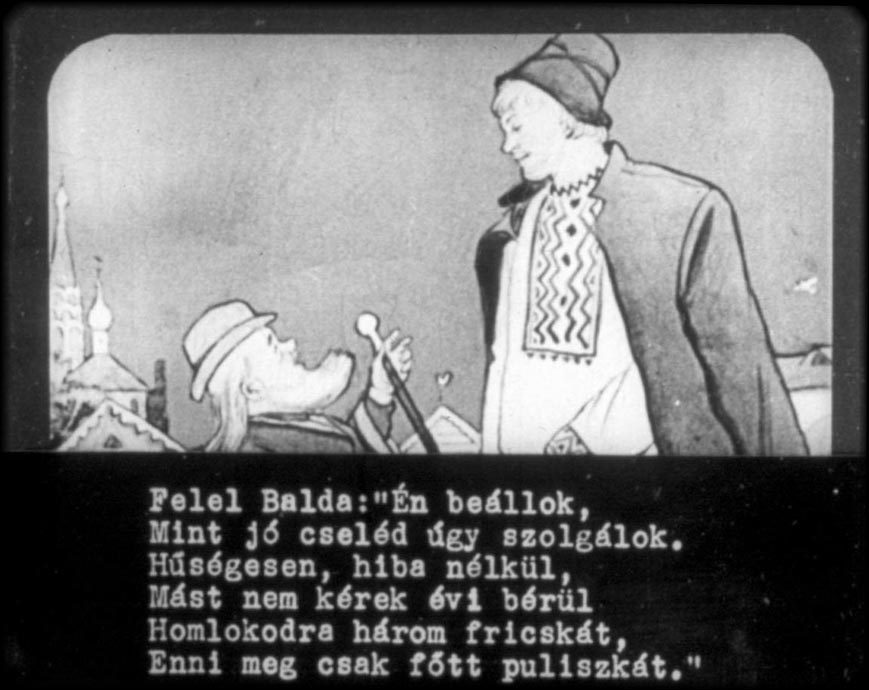 Felel Balda:"Én beállok,
Mint jó cseléd úgy szolgálok.
Hűségesen, hiba nélkül,
Mást nem kérek évi bérül
Homlokodra három fricskát,
Enni meg csak főtt puliszkát."